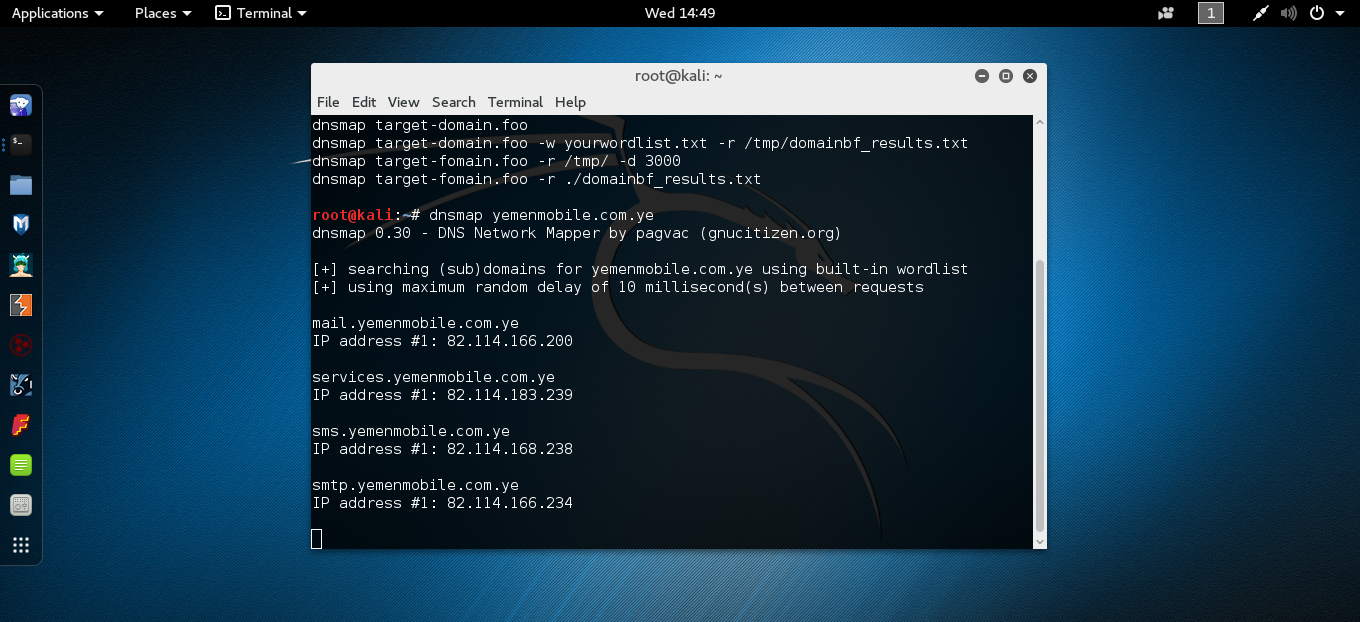 Applications Places Terminal Wed 14:49 1
root@kali: ~
File Edit View Search Terminal Help
dnsmap target-domain.foo
dnsmap target-domain.foo -w yourwordlist.txt -r /tmp/domainbf_results.txt
dnsmap target-fomain.foo -r /tmp/ -d 3000
dnsmap target-fomain.foo -r ./domainbf_results.txt
root@kali:~# dnsmap yemenmobile.com.ye
dnsmap 0.30 - DNS Network Mapper by pagvac (gnucitizen.org)
[+] searching (sub)domains for yemenmobile.com.ye using built-in wordlist
[+] using maximum random delay of 10 millisecond(s) between requests
mail.yemenmobile.com.ye
IP address #1: 82.114.166.200
services.yemenmobile.com.ye
IP address #1: 82.114.183.239
sms.yemenmobile.com.ye
IP address #1: 82.114.168.238
smtp.yemenmobile.com.ye
IP address #1: 82.114.166.234